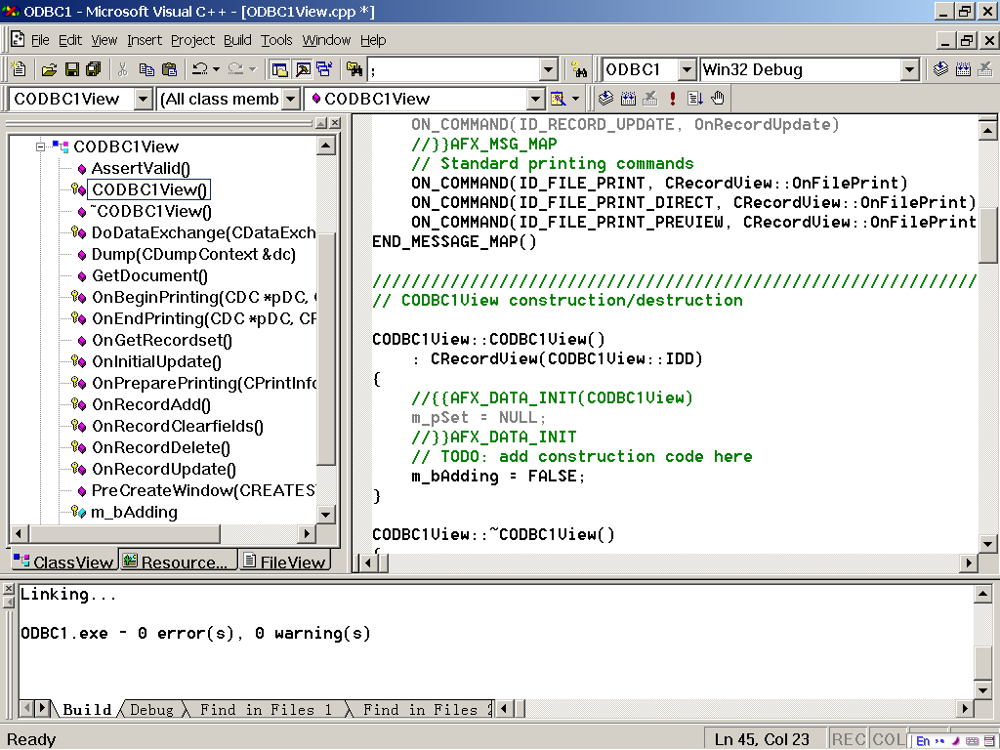 ODBC1 - Microsoft Visual C++ - [ODBC1View.cpp *]
File Edit View Insert Project Build Tools Window Help
; ODBC1 Win32 Debug
CODBC1View (All class memb CODBC1View
CODBC1View
AssertValid()
CODBC1View()
~CODBC1View()
DoDataExchange(CDataExch
Dump(CDumpContext &dc)
GetDocument()
OnBeginPrinting(CDC *pDC, C
OnEndPrinting(CDC *pDC, CP
OnGetRecordset()
OnInitialUpdate()
OnPreparePrinting(CPrintInfo
OnRecordAdd()
OnRecordClearfields()
OnRecordDelete()
OnRecordUpdate()
PreCreateWindow(CREATES
m_bAdding
ClassView Resource... FileView
ON_COMMAND(ID_RECORD_UPDATE, OnRecordUpdate)
//}}AFX_MSG_MAP
// Standard printing commands
ON_COMMAND(ID_FILE_PRINT, CRecordView::OnFilePrint)
ON_COMMAND(ID_FILE_PRINT_DIRECT, CRecordView::OnFilePrint)
ON_COMMAND(ID_FILE_PRINT_PREVIEW, CRecordView::OnFilePrint
END_MESSAGE_MAP()
//////////////////////////////////////////////////////////////
// CODBC1View construction/destruction
CODBC1View::CODBC1View()
: CRecordView(CODBC1View::IDD)
{
//{{AFX_DATA_INIT(CODBC1View)
m_pSet = NULL;
//}}AFX_DATA_INIT
// TODO: add construction code here
m_bAdding = FALSE;
}
CODBC1View::~CODBC1View()
{
Linking...
ODBC1.exe - 0 error(s), 0 warning(s)
Build Debug Find in Files 1 Find in Files 2
Ready Ln 45, Col 23 REC COL En